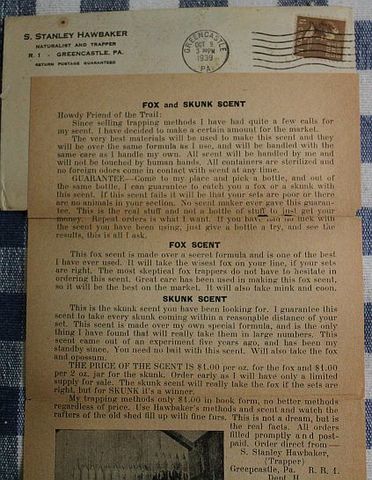 S. STANLEY HAWBAKER
NATURALIST AND TRAPPER
R. 1 - GREENCASTLE, PA.
RETURN POSTAGE GUARANTEED
GREENCASTLE
OCT 9
3 PM
1939
PA.
FOX and SKUNK SCENT
Howdy Friend of the Trail:
Since selling trapping methods I have had quite a few calls for
my scent. I have decided to make a certain amount for the market.
The very best materials will be used to make this scent and they
will be over the same formula as I use, and will be handled with the
same care as I handle my own. All scent will be handled by me and
will not be touched by human hands. All containers are sterilized and
no foreign odors come in contact with scent at any time.
GUARANTEE—Come to my place and pick a bottle, and out of
the same bottle. I can guarantee to catch you a fox or a skunk with
this scent. If this scent fails it will be that your sets are poor or there
are no animals in your section. No scent maker ever gave this guaran-
tee. This is the real stuff and not a bottle of stuff to just get your
money. Repeat orders is what I want. If you have had no luck with
the scent you have been using, just give a bottle a try, and see the
results, this is all I ask.
FOX SCENT
This fox scent is made over a secret formula and is one of the best
I have ever used. It will take the wisest fox on your line, if your sets
are right. The most skeptical fox trappers do not have to hesitate in
ordering this scent. Great care has been used in making this fox scent,
so it will be the best on the market. It will also take mink and coon.
SKUNK SCENT
This is the skunk scent you have been looking for. I guarantee this
scent to take every skunk coming within a reasonable distance of your
set. This scent is made over my own special formula, and is the only
thing I have found that will really take them in large numbers. This
scent came out of an experiment five years ago, and has been my
standby since. You need no bait with this scent. Will also take the fox
and opossum.
THE PRICE OF THE SCENT IS $1.00 per oz. for the fox and $1.00
per 2 oz. jar for the skunk. Order early as I will have only a limited
supply for sale. The skunk scent will really take the fox if the sets are
right, but for SKUNK it's a winner.
My trapping methods only $1.00 in book form, no better methods
regardless of price. Use Hawbaker's methods and scent and watch the
rafters of the old shed fill up with fine furs. This is not a dream, but is
the real facts. All orders
filled promptly and post-
paid. Order direct from —
S. Stanley Hawbaker,
(Trapper)
Greencastle, Pa. R. R. 1.
Dept. H